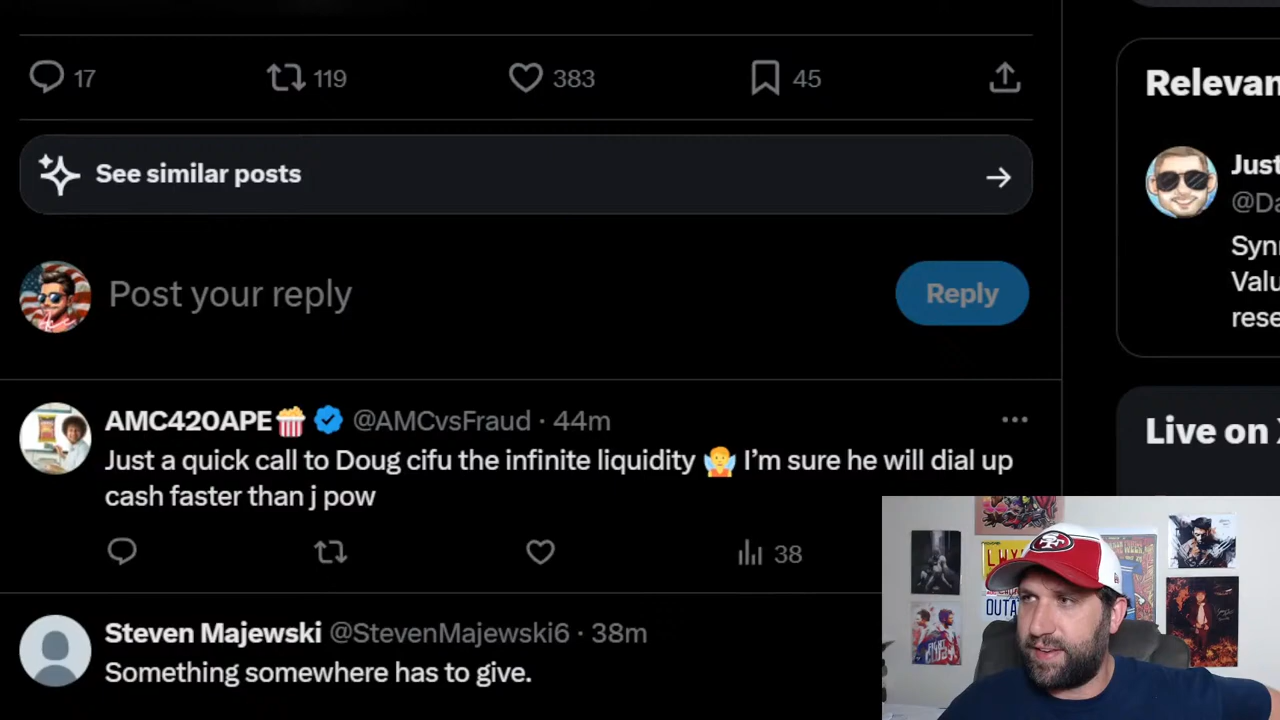 17 119 383 45
Relevan
See similar posts
Just
@Da
Syn
Valu
rese
Post your reply
Reply
AMC420APE🍿 @AMCvsFraud · 44m
Just a quick call to Doug cifu the infinite liquidity 🧚 I’m sure he will dial up
cash faster than j pow
38
Live on
Steven Majewski @StevenMajewski6 · 38m
Something somewhere has to give.
OUTA